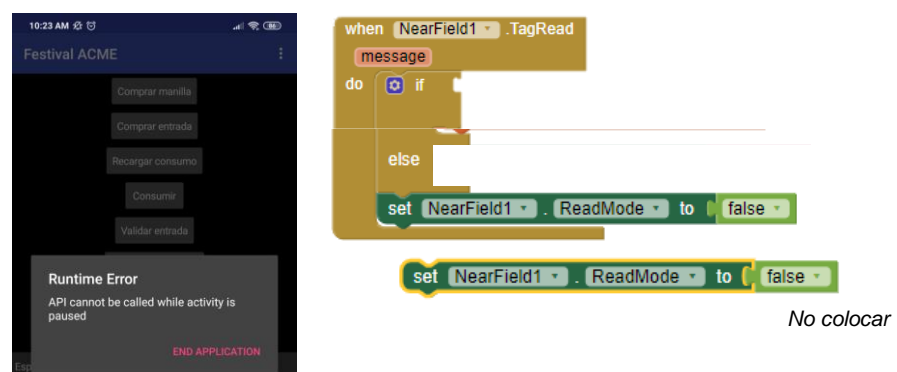 10:23 AM
86
Festival ACME
Comprar manilla
Comprar entrada
Recargar consumo
Consumir
Validar entrada
Runtime Error
API cannot be called while activity is
paused
END APPLICATION
Esp
when NearField1 .TagRead
message
do if
else
set NearField1 . ReadMode to false
set NearField1 . ReadMode to false
No colocar